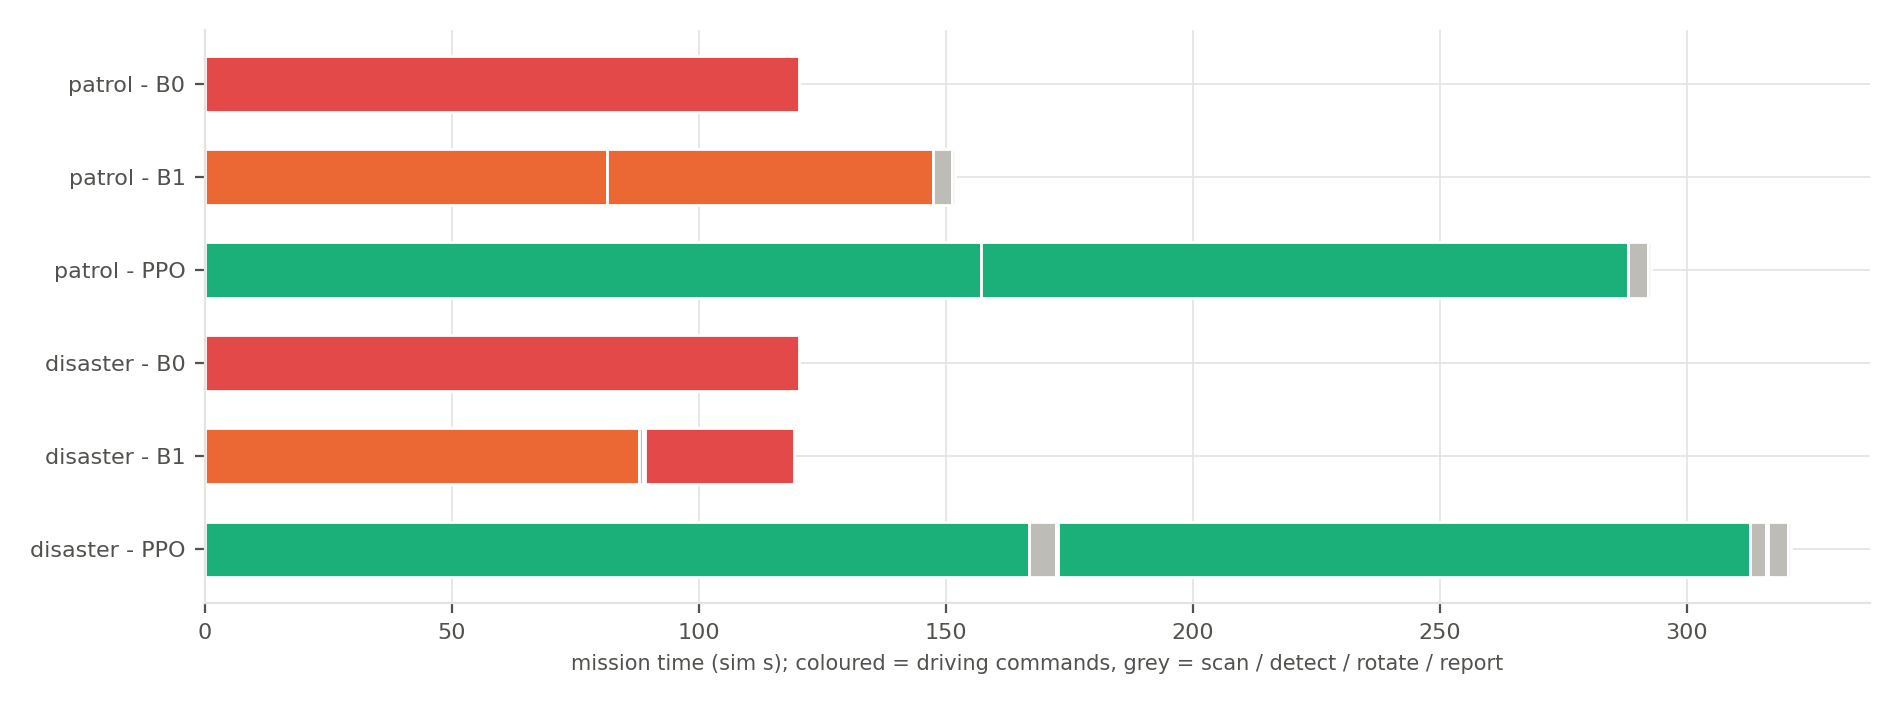 patrol - B0
patrol - B1
patrol - PPO
disaster - B0
disaster - B1
disaster - PPO
0 50 100 150 200 250 300
mission time (sim s); coloured = driving commands, grey = scan / detect / rotate / report